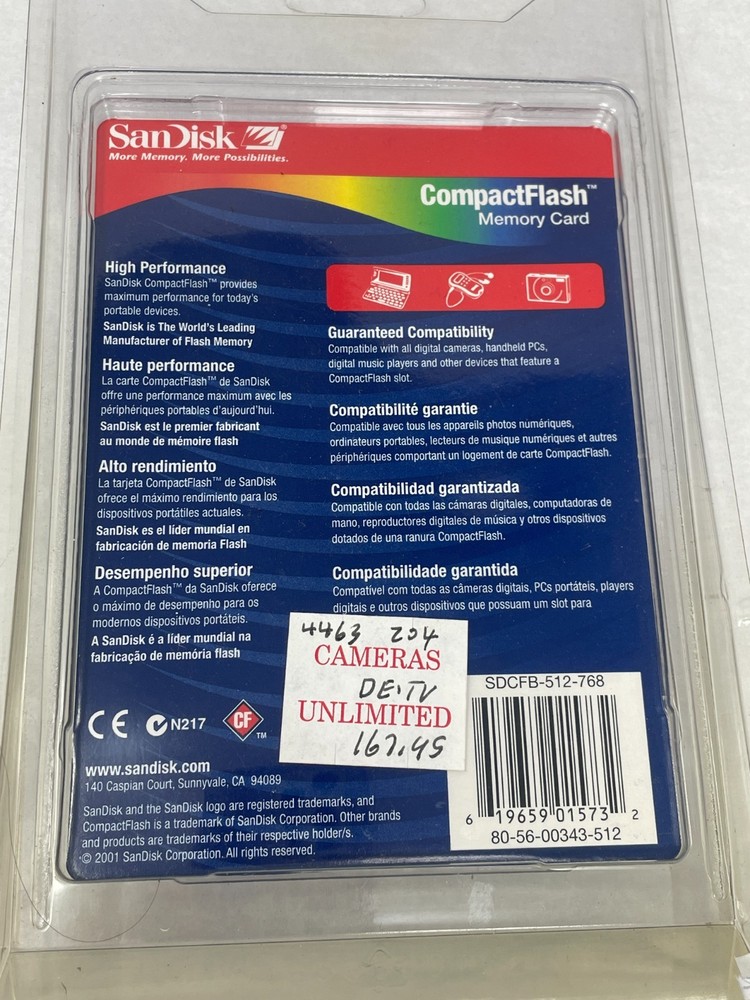 SanDisk
More Memory. More Possibilities.
CompactFlash™
Memory Card
High Performance
SanDisk CompactFlash™ provides
maximum performance for today's
portable devices.
SanDisk is The World's Leading
Manufacturer of Flash Memory
Haute performance
La carte CompactFlash™ de SanDisk
offre une performance maximum avec les
périphériques portables d'aujourd'hui.
SanDisk est le premier fabricant
au monde de mémoire flash
Alto rendimiento
La tarjeta CompactFlash™ de SanDisk
ofrece el máximo rendimiento para los
dispositivos portátiles actuales.
SanDisk es el líder mundial en
fabricación de memoria Flash
Desempenho superior
A CompactFlash™ da SanDisk oferece
o máximo de desempenho para os
modernos dispositivos portáteis.
A SanDisk é a líder mundial na
fabricação de memória flash
Guaranteed Compatibility
Compatible with all digital cameras, handheld PCs,
digital music players and other devices that feature a
CompactFlash slot.
Compatibilité garantie
Compatible avec tous les appareils photos numériques,
ordinateurs portables, lecteurs de musique numériques et autres
périphériques comportant un logement de carte CompactFlash.
Compatibilidad garantizada
Compatible con todas las cámaras digitales, computadoras de
mano, reproductores digitales de música y otros dispositivos
dotados de una ranura CompactFlash.
Compatibilidade garantida
Compatível com todas as câmeras digitais, PCs portáteis, players
digitais e outros dispositivos que possuam um slot para
4463 204
CAMERAS
UNLIMITED
167.95
SDCFB-512-768
6 19659 01573 2
80-56-00343-512
CE N217 CF TM
www.sandisk.com
140 Caspian Court, Sunnyvale, CA 94089
SanDisk and the SanDisk logo are registered trademarks, and
CompactFlash is a trademark of SanDisk Corporation. Other brands
and products are trademarks of their respective holder/s.
© 2001 SanDisk Corporation. All rights reserved.